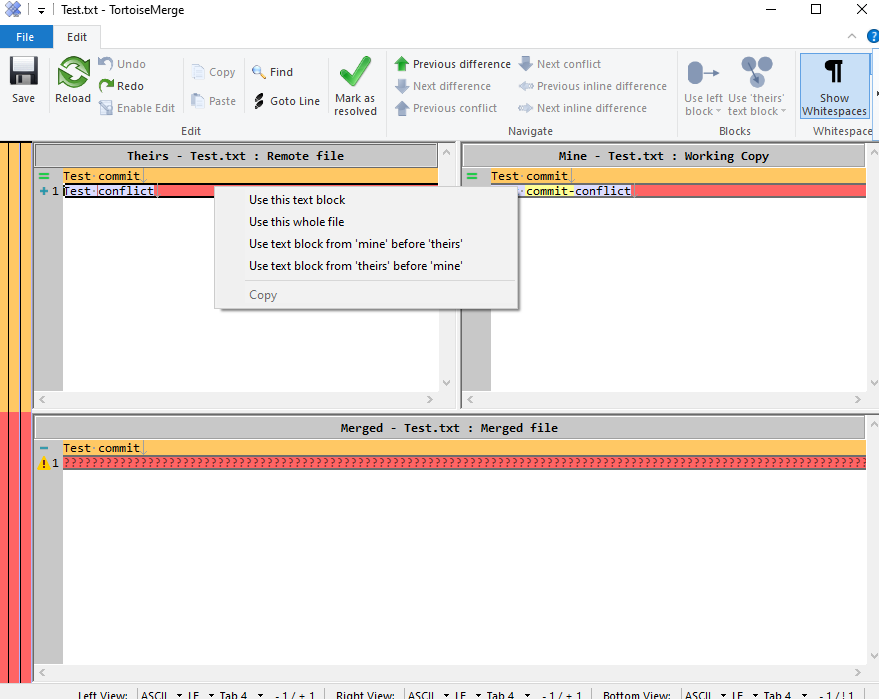 Test.txt - TortoiseMerge
File Edit
Save
Reload
Undo
Redo
Enable Edit
Copy
Paste
Find
Goto Line
Mark as resolved
Previous difference
Next difference
Previous conflict
Next conflict
Previous inline difference
Next inline difference
Use left block
Use 'theirs' text block
Show Whitespaces
Edit Navigate Blocks Whitespace
Theirs - Test.txt : Remote file
Test commit
1 Test conflict
Mine - Test.txt : Working Copy
Test commit
commit-conflict
Use this text block
Use this whole file
Use text block from 'mine' before 'theirs'
Use text block from 'theirs' before 'mine'
Copy
Merged - Test.txt : Merged file
Test commit
1 ????????????????????????????????????????????????????????????????
Left View: ASCII LF Tab 4 - 1 / + 1 Right View: ASCII LF Tab 4 - 1 / + 1 Bottom View: ASCII LF Tab 4 - 1 / ! 1